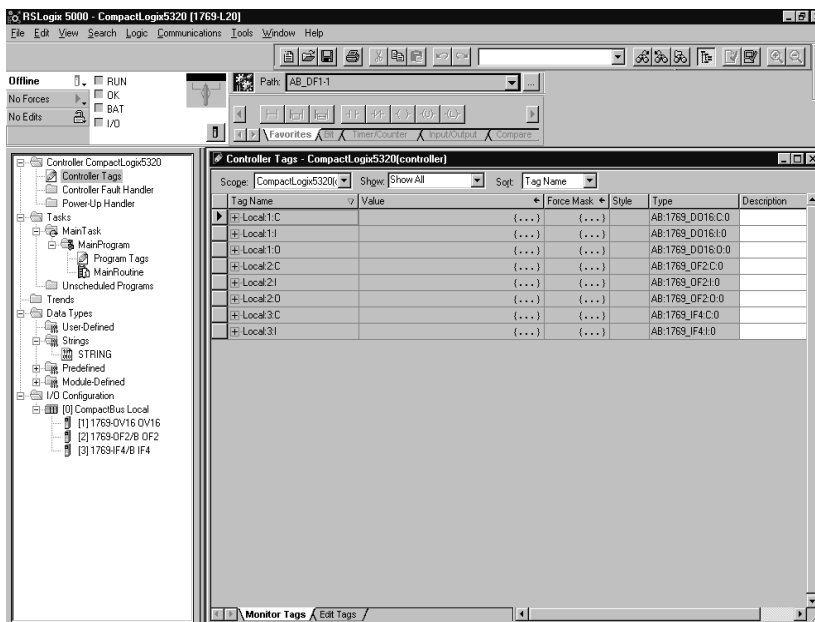 RSLogix 5000 - CompactLogix5320 [1769-L20]
File Edit View Search Logic Communications Tools Window Help
Offline
RUN
No Forces
OK
BAT
No Edits
I/O
Path: AB_DF1-1
Favorites Bit Timer/Counter Input/Output Compare
Controller CompactLogix5320
Controller Tags
Controller Fault Handler
Power-Up Handler
Tasks
MainTask
MainProgram
Program Tags
MainRoutine
Unscheduled Programs
Trends
Data Types
User-Defined
Strings
STRING
Predefined
Module-Defined
I/O Configuration
[0] CompactBus Local
[1] 1769-OV16 OV16
[2] 1769-OF2/B OF2
[3] 1769-IF4/B IF4
Controller Tags - CompactLogix5320(controller)
Scope: CompactLogix5320(c Show: Show All Sort: Tag Name
Tag Name Value Force Mask Style Type Description
Local:1:C {...} {...} AB:1769_DO16:C:0
Local:1:I {...} {...} AB:1769_DO16:I:0
Local:1:O {...} {...} AB:1769_DO16:O:0
Local:2:C {...} {...} AB:1769_OF2:C:0
Local:2:I {...} {...} AB:1769_OF2:I:0
Local:2:O {...} {...} AB:1769_OF2:O:0
Local:3:C {...} {...} AB:1769_IF4:C:0
Local:3:I {...} {...} AB:1769_IF4:I:0
Monitor Tags Edit Tags